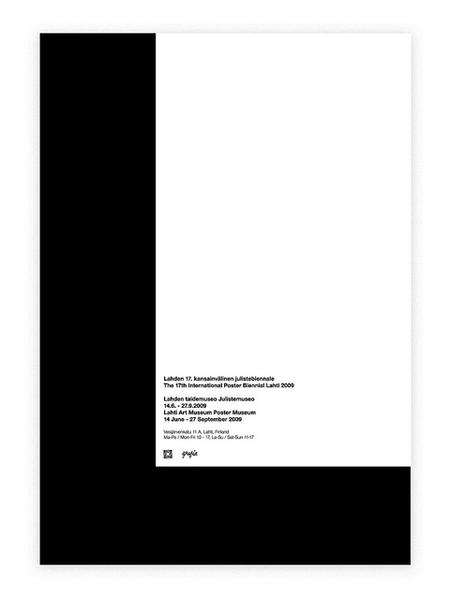 Lahden 17. kansainvälinen julistebiennale
The 17th International Poster Biennial Lahti 2009
Lahden taidemuseo Julistemuseo
14.6. - 27.9.2009
Lahti Art Museum Poster Museum
14 June - 27 September 2009
Vesijärvenkatu 11 A, Lahti, Finland
Ma-Pe / Mon-Fri 10 - 17, La-Su / Sat-Sun 11-17
grafia